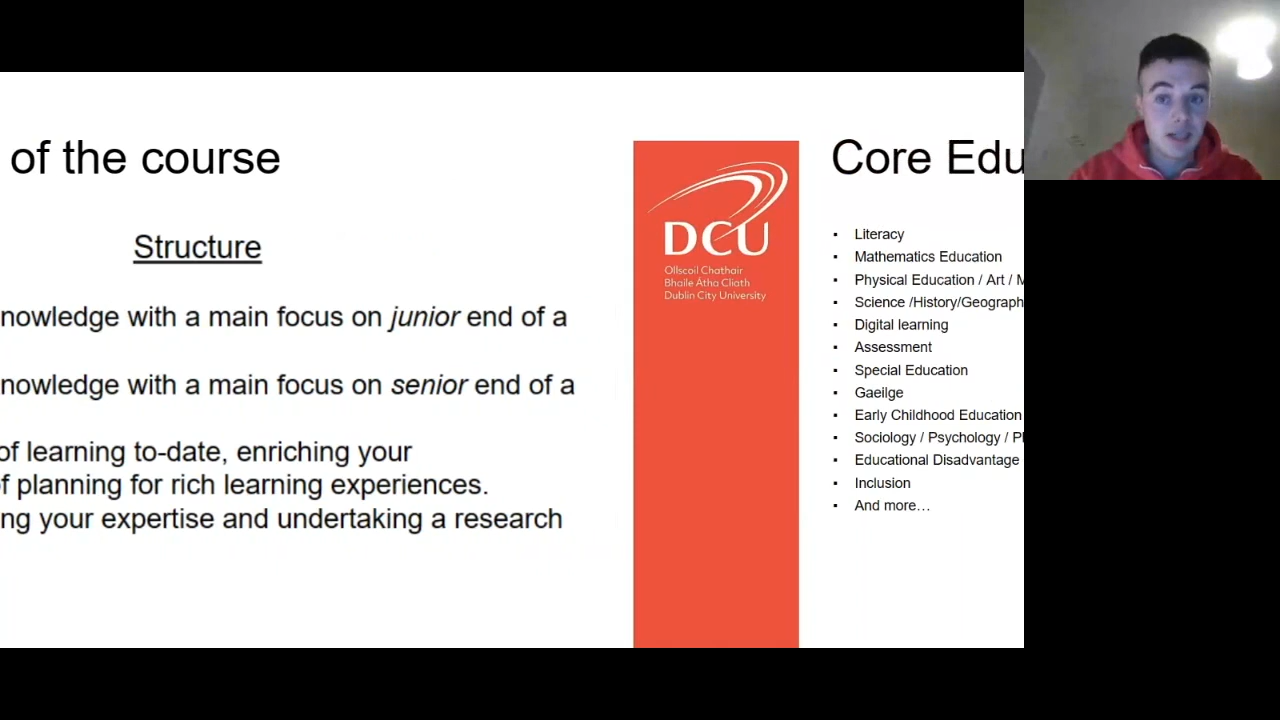 of the course
Structure
nowledge with a main focus on junior end of a
nowledge with a main focus on senior end of a
of learning to-date, enriching your
f planning for rich learning experiences.
ng your expertise and undertaking a research
DCU
Ollscoil Chathair
Bhaile Átha Cliath
Dublin City University
Core Edu
▪ Literacy
▪ Mathematics Education
▪ Physical Education / Art / M
▪ Science /History/Geograph
▪ Digital learning
▪ Assessment
▪ Special Education
▪ Gaeilge
▪ Early Childhood Education
▪ Sociology / Psychology / Pl
▪ Educational Disadvantage
▪ Inclusion
▪ And more…